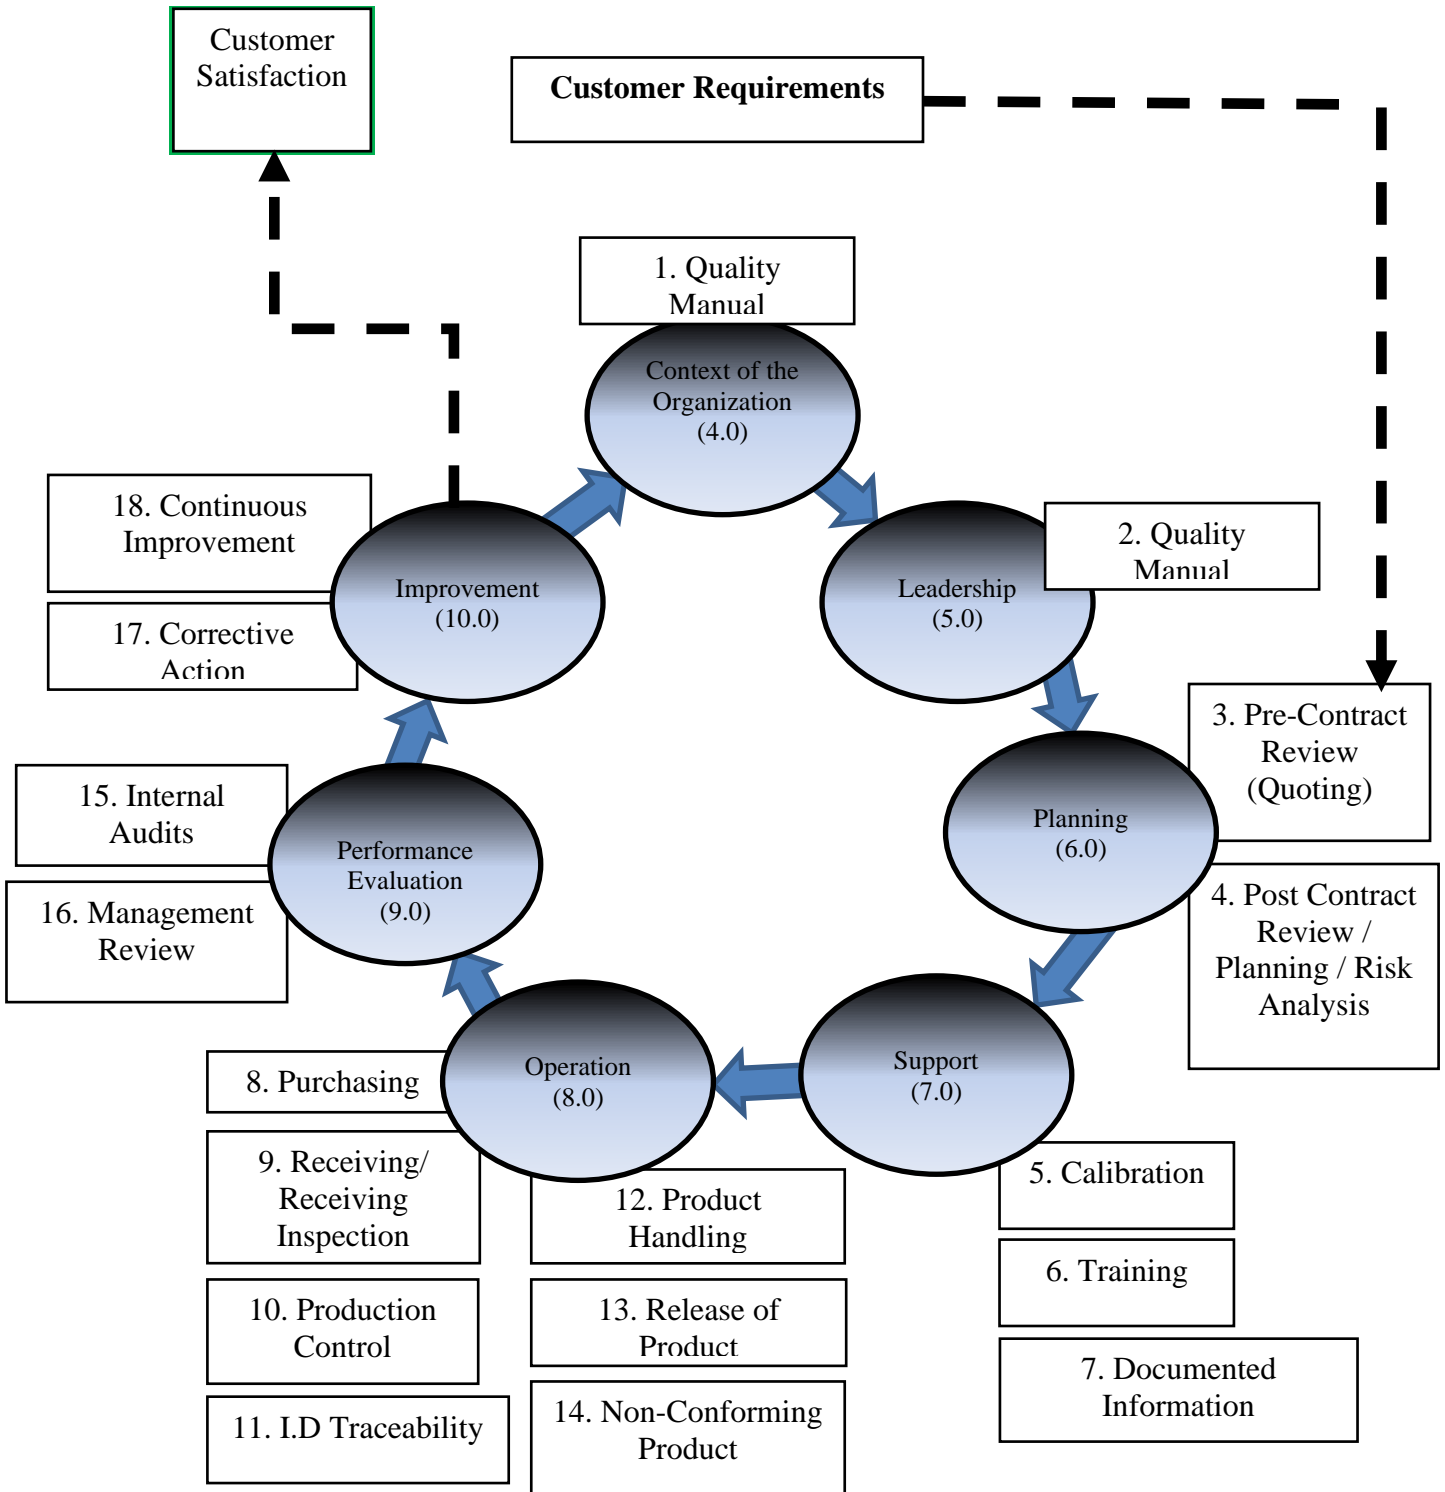 Customer
Satisfaction
Customer Requirements
1. Quality
Manual
Context of the
Organization
(4.0)
18. Continuous
Improvement
2. Quality
Manual
Improvement
(10.0)
Leadership
(5.0)
17. Corrective
Action
3. Pre-Contract
Review
(Quoting)
15. Internal
Audits
Planning
(6.0)
Performance
Evaluation
(9.0)
16. Management
Review
4. Post Contract
Review /
Planning / Risk
Analysis
Operation
(8.0)
Support
(7.0)
8. Purchasing
9. Receiving/
Receiving
Inspection
12. Product
Handling
5. Calibration
6. Training
10. Production
Control
13. Release of
Product
7. Documented
Information
11. I.D Traceability
14. Non-Conforming
Product